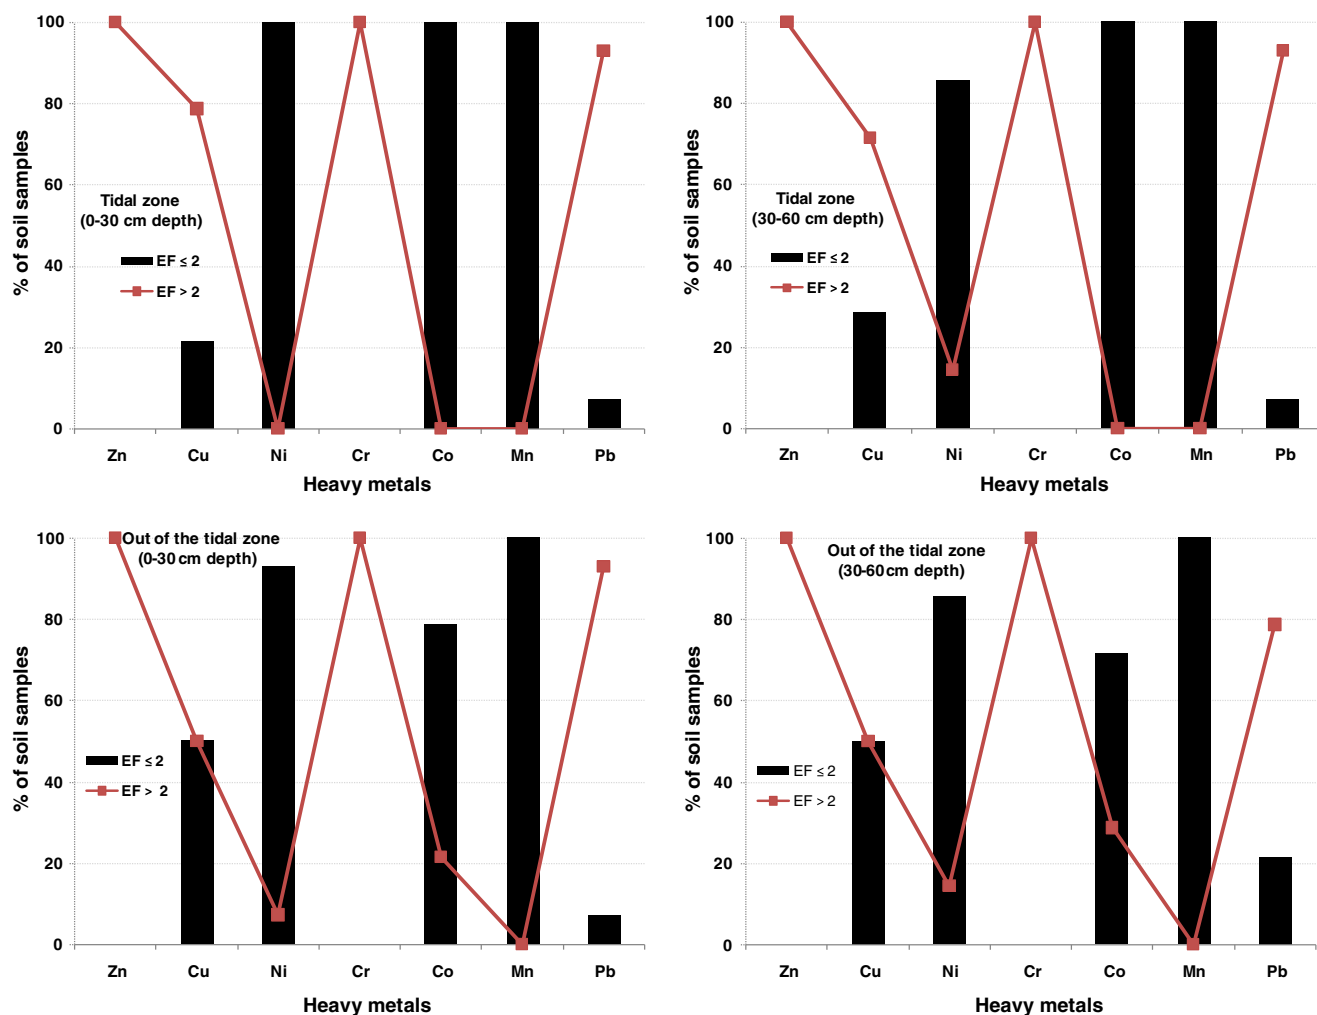 100
80
60
40
20
0
% of soil samples
Tidal zone
(0-30 cm depth)
EF ≤ 2
EF > 2
Zn Cu Ni Cr Co Mn Pb
Heavy metals
100
80
60
40
20
0
% of soil samples
Tidal zone
(30-60 cm depth)
EF ≤ 2
EF > 2
Zn Cu Ni Cr Co Mn Pb
Heavy metals
100
80
60
40
20
0
% of soil samples
Out of the tidal zone
(0-30 cm depth)
EF ≤ 2
EF > 2
Zn Cu Ni Cr Co Mn Pb
Heavy metals
100
80
60
40
20
0
% of soil samples
Out of the tidal zone
(30-60cm depth)
EF ≤ 2
EF > 2
Zn Cu Ni Cr Co Mn Pb
Heavy metals